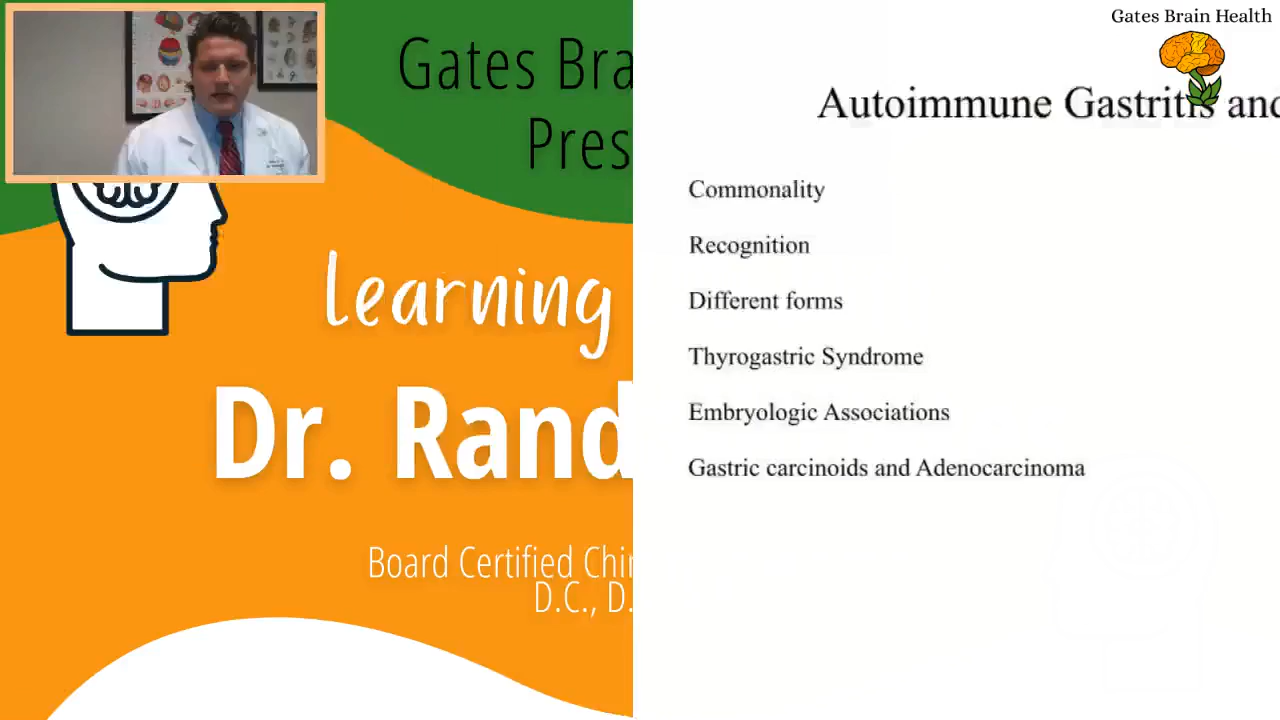 Gates Bra
Pres
learning
Dr. Rand
Board Certified Chi
D.C., D.
Gates Brain Health
Autoimmune Gastritis and
Commonality
Recognition
Different forms
Thyrogastric Syndrome
Embryologic Associations
Gastric carcinoids and Adenocarcinoma